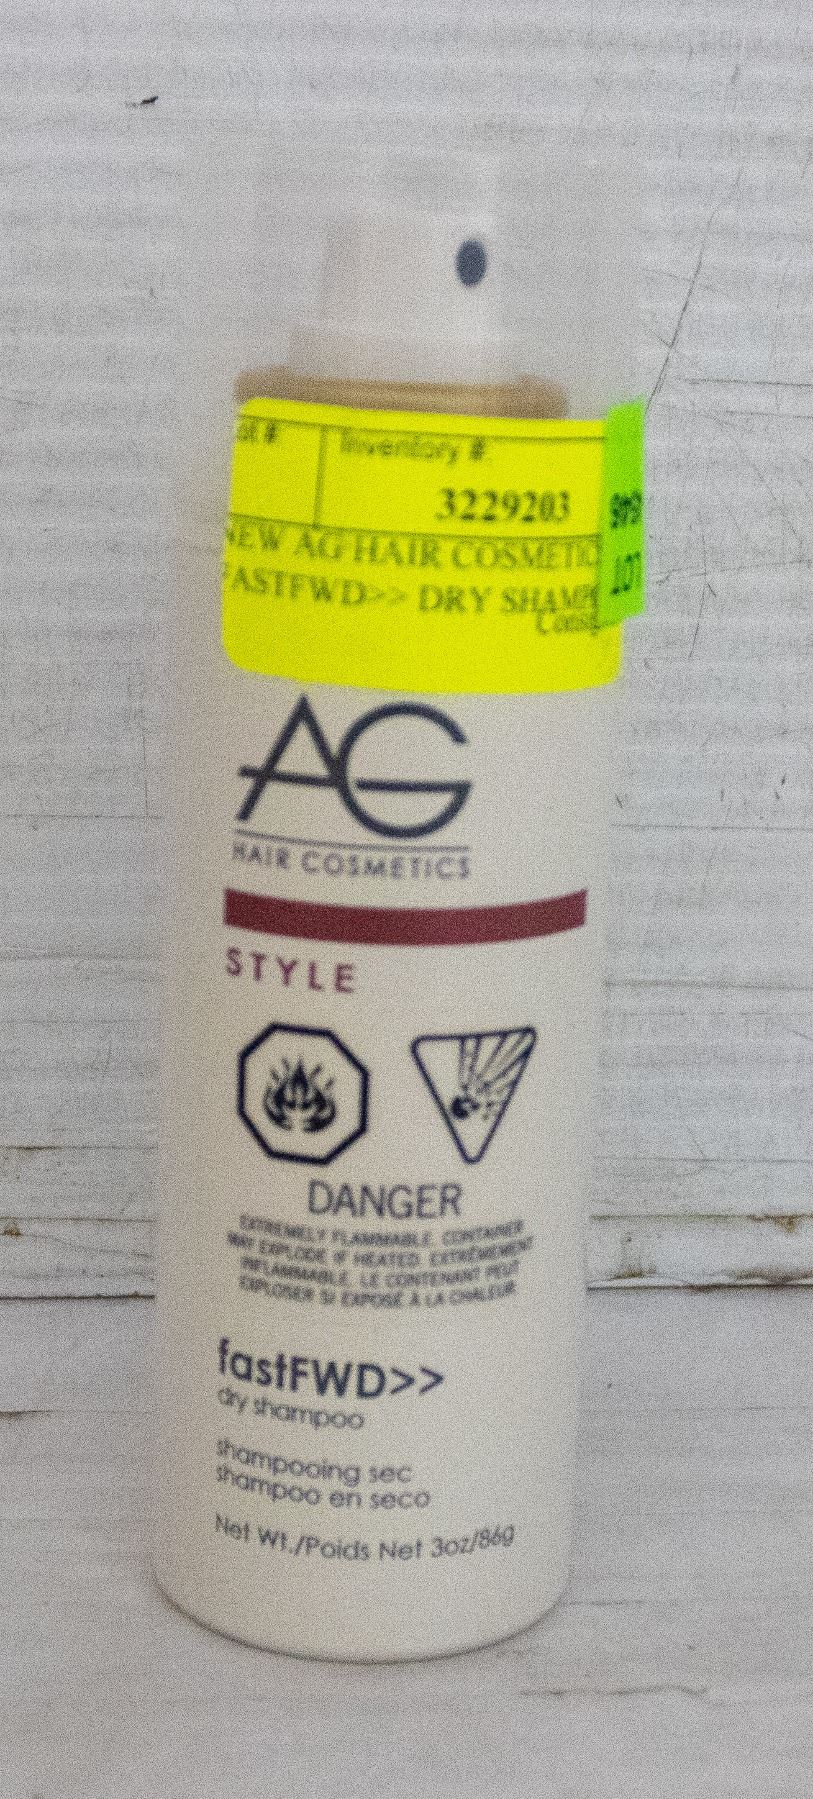 ot #:
Inventory #:
3229203
NEW AG HAIR COSMETIC
FASTFWD>> DRY SHAMP
LOT
AG
HAIR COSMETICS
STYLE
DANGER
EXTREMELY FLAMMABLE. CONTAINER
MAY EXPLODE IF HEATED. EXTRÊMEMENT
INFLAMMABLE. LE CONTENANT PEUT
EXPLOSER SI EXPOSÉ À LA CHALEUR.
fastFWD>>
dry shampoo
shampooing sec
shampoo en seco
Net Wt./Poids Net 3oz/86g